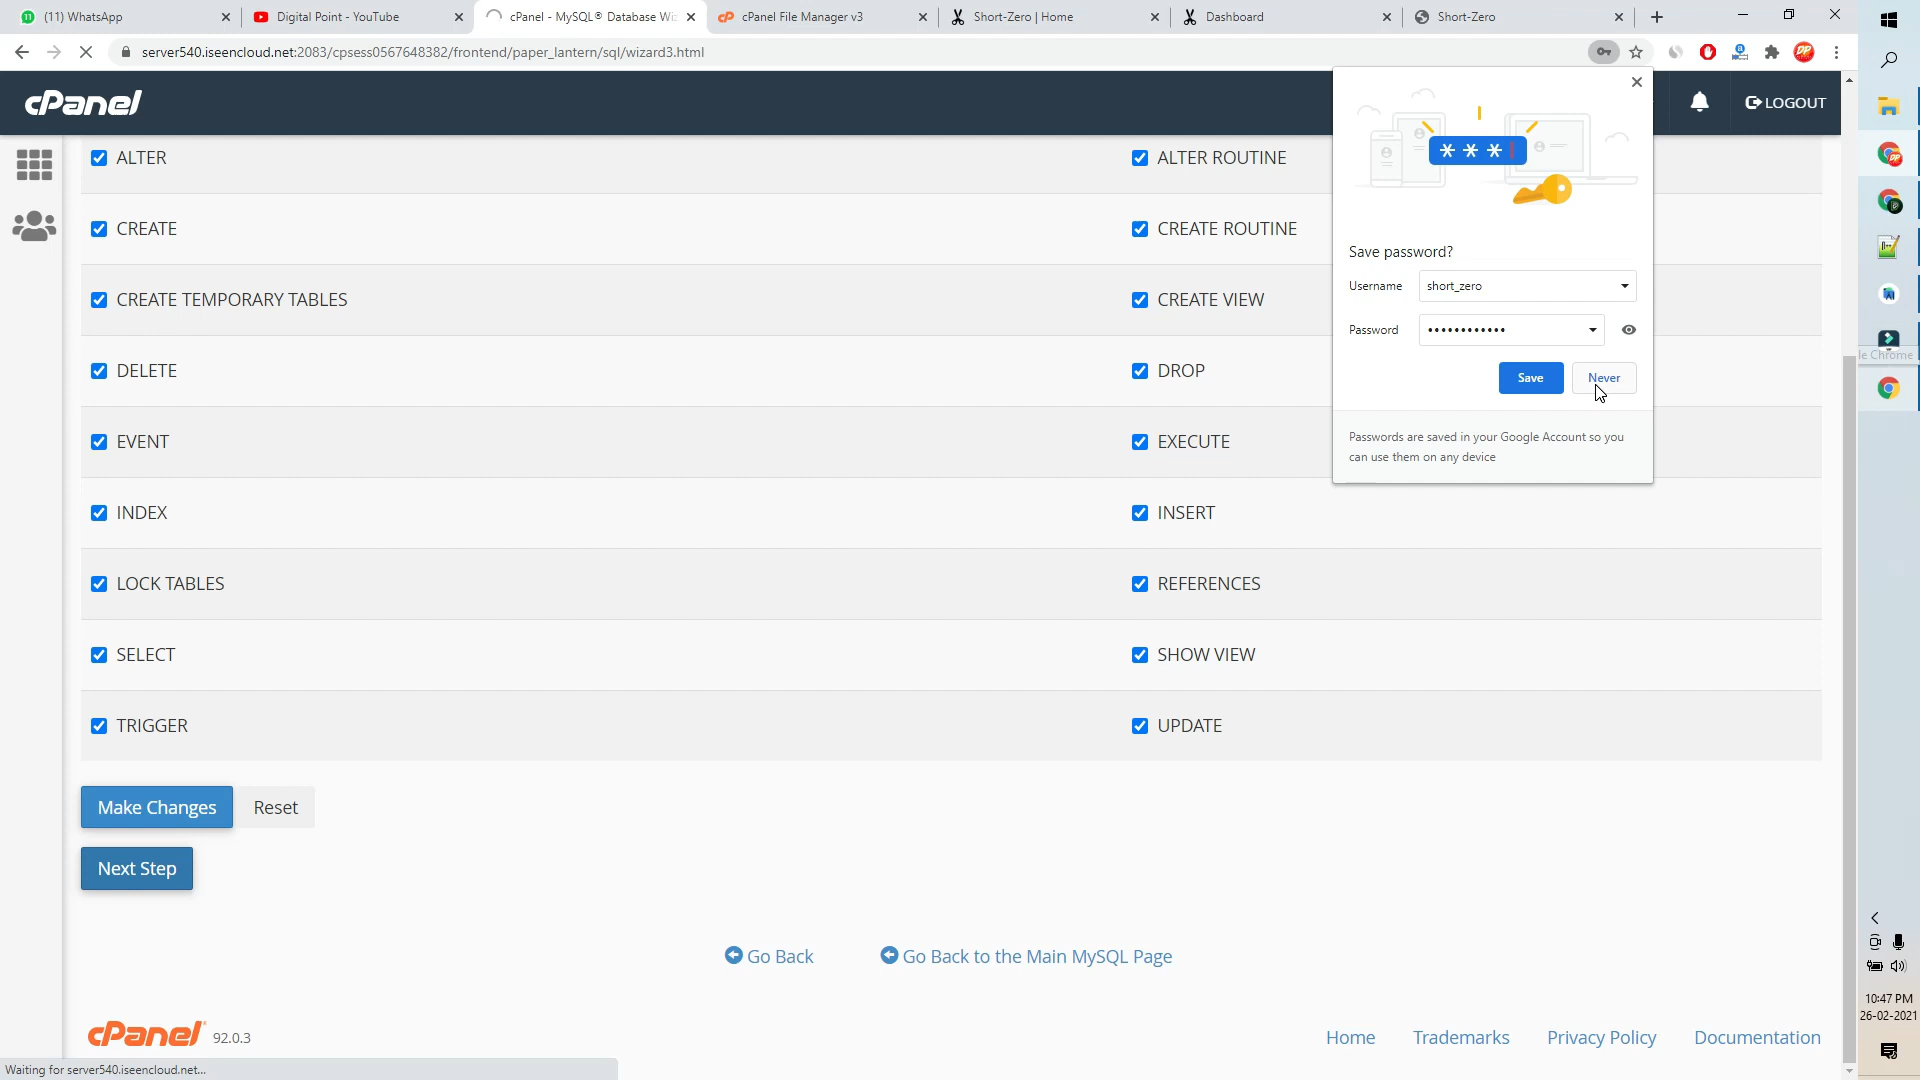 (11) WhatsApp
Digital Point - YouTube
cPanel - MySQL® Database Wiz
cPanel File Manager v3
Short-Zero | Home
Dashboard
Short-Zero
server540.iseencloud.net:2083/cpsess0567648382/frontend/paper_lantern/sql/wizard3.html
cPanel
LOGOUT
ALTER
ALTER ROUTINE
CREATE
CREATE ROUTINE
CREATE TEMPORARY TABLES
CREATE VIEW
DELETE
DROP
EVENT
EXECUTE
INDEX
INSERT
LOCK TABLES
REFERENCES
SELECT
SHOW VIEW
TRIGGER
UPDATE
Save password?
Username
short_zero
Password
••••••••••••
Save
Never
Passwords are saved in your Google Account so you
can use them on any device
Make Changes
Reset
Next Step
Go Back
Go Back to the Main MySQL Page
cPanel 92.0.3
Home
Trademarks
Privacy Policy
Documentation
Waiting for server540.iseencloud.net...
le Chrome
10:47 PM
26-02-2021